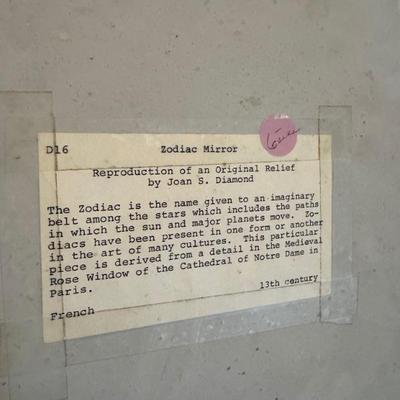 D16 Zodiac Mirror
Reproduction of an Original Relief
by Joan S. Diamond
The Zodiac is the name given to an imaginary
belt among the stars which includes the paths
in which the sun and major planets move. Zo-
diacs have been present in one form or another
in the art of many cultures. This particular
piece is derived from a detail in the Medieval
Rose Window of the Cathedral of Notre Dame in
Paris.
13th century
French